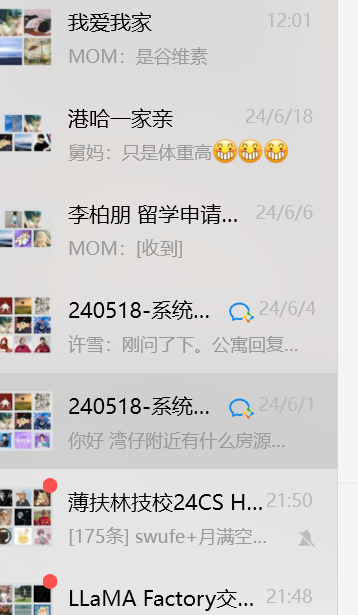 我爱我家 12:01
MOM：是谷维素
港哈一家亲 24/6/18
舅妈：只是体重高😁😁😁
李柏朋 留学申请... 24/6/6
MOM：[收到]
240518-系统... 24/6/4
许雪：刚问了下。公寓回复...
240518-系统... 24/6/1
你好 湾仔附近有什么房源...
薄扶林技校24CS H... 21:50
[175条] swufe+月满空...
LLaMA Factory交... 21:48